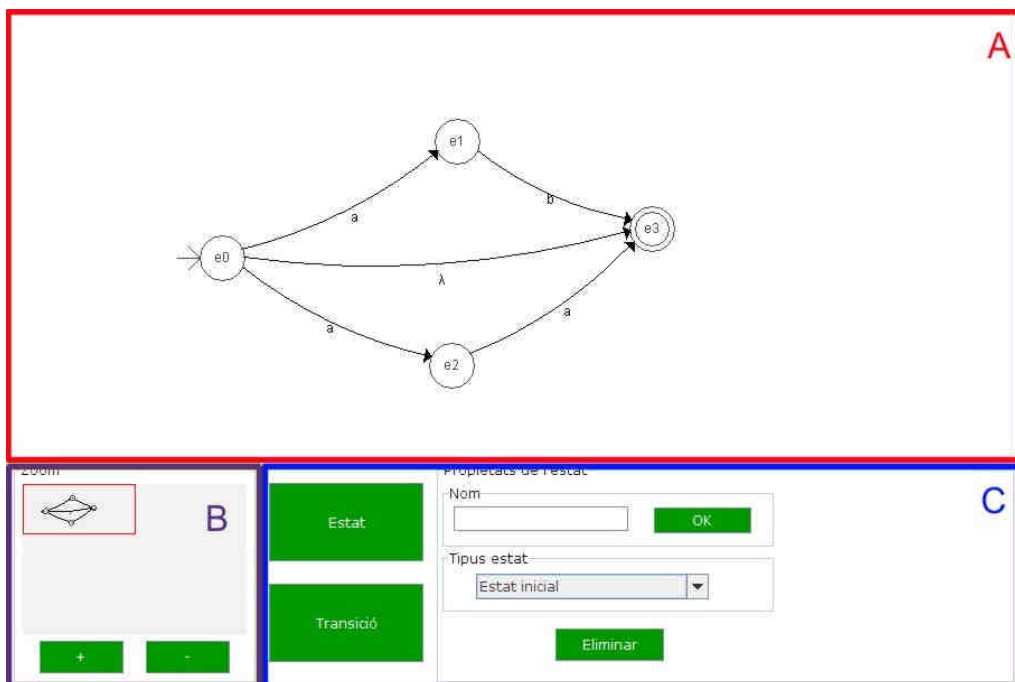 A
e1
a
b
e0
e3
λ
a
a
e2
Zoom
B
+
-
Propietats de l'estat
C
Estat
Nom
OK
Tipus estat
Estat inicial
Transició
Eliminar